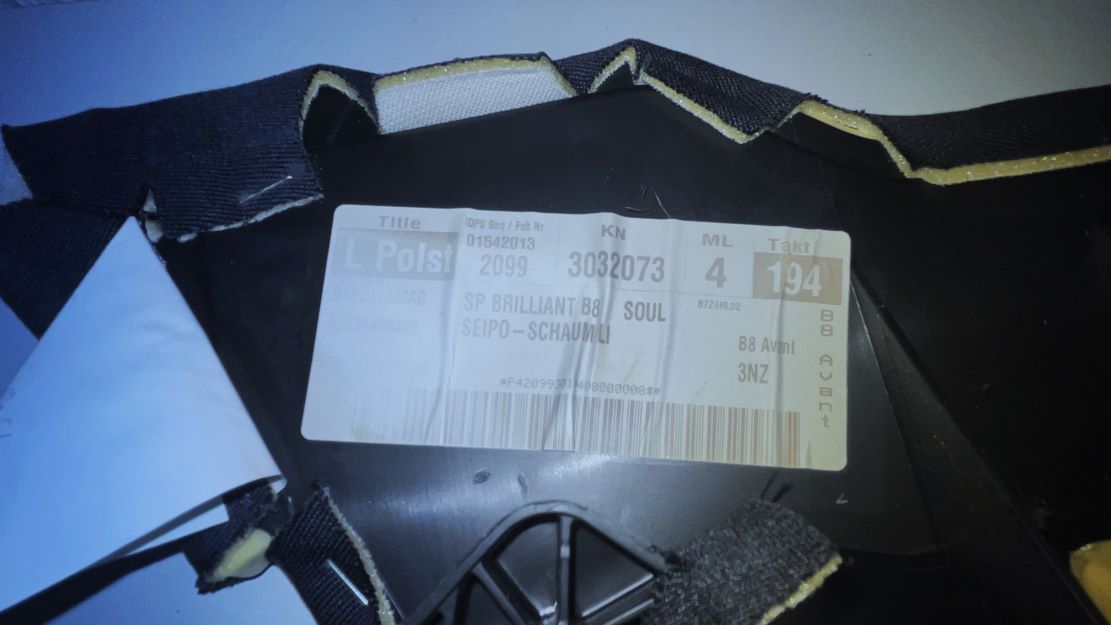 Title
IDPS Seq / Fab Nr
KN
ML
Takt
L Polst
01542013
2099
3032073
4
194
B7Z4HL02
SP BRILLIANT B8 SOUL
SEIPO-SCHAUM LI
B8 Avant
3NZ
B8 Avant